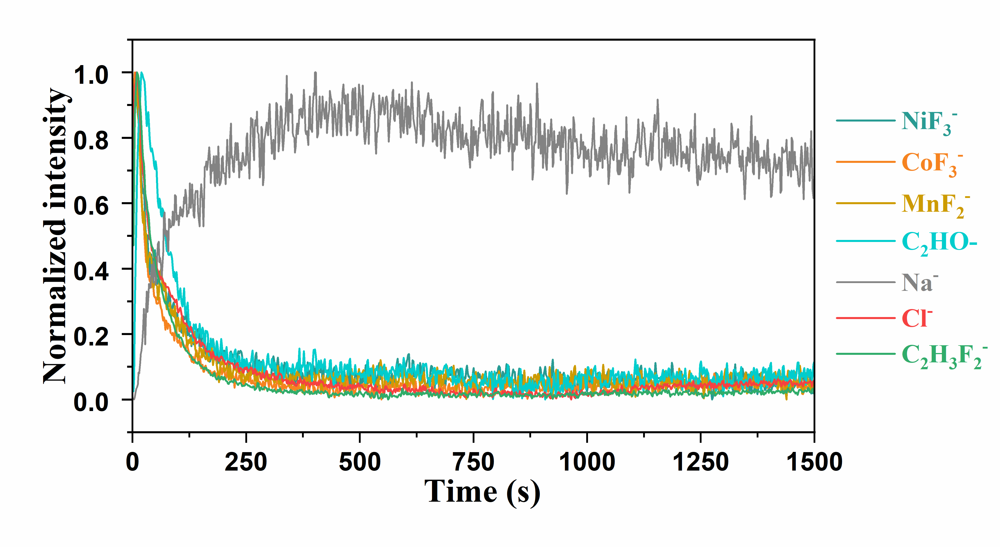 Normalized intensity
1.0
0.8
0.6
0.4
0.2
0.0
0 250 500 750 1000 1250 1500
Time (s)
NiF₃⁻
CoF₃⁻
MnF₂⁻
C₂HO-
Na⁻
Cl⁻
C₂H₃F₂⁻